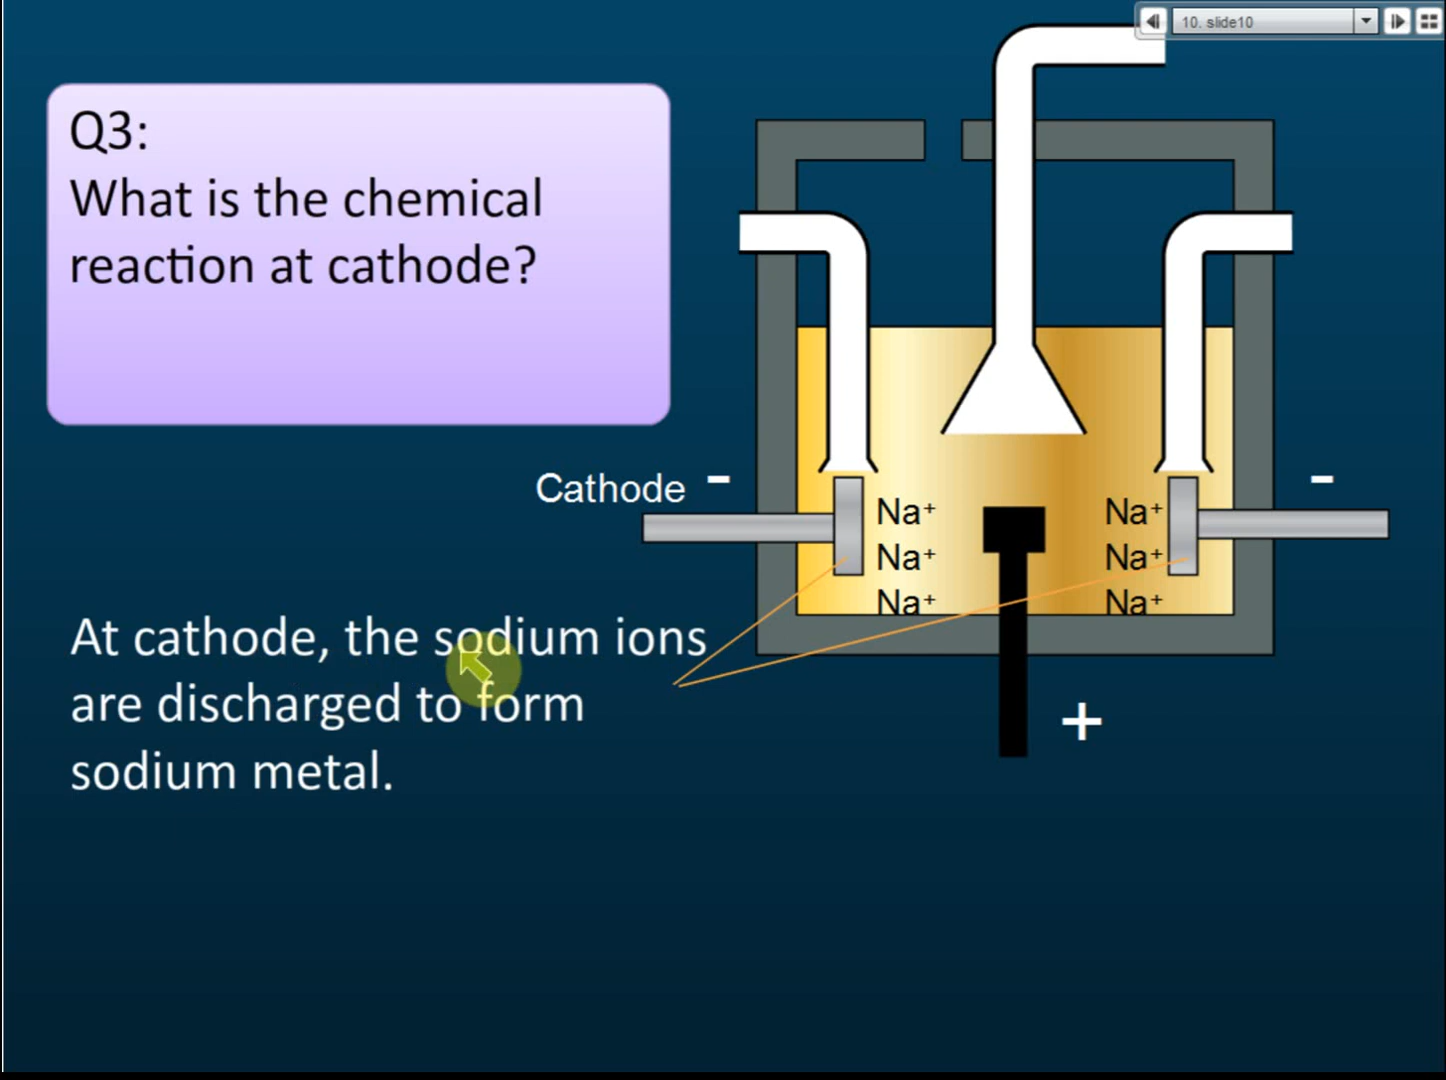 10. slide10
Q3:
What is the chemical
reaction at cathode?
Cathode -
-
Na⁺
Na⁺
Na⁺
Na⁺
Na⁺
Na⁺
+
At cathode, the sodium ions
are discharged to form
sodium metal.